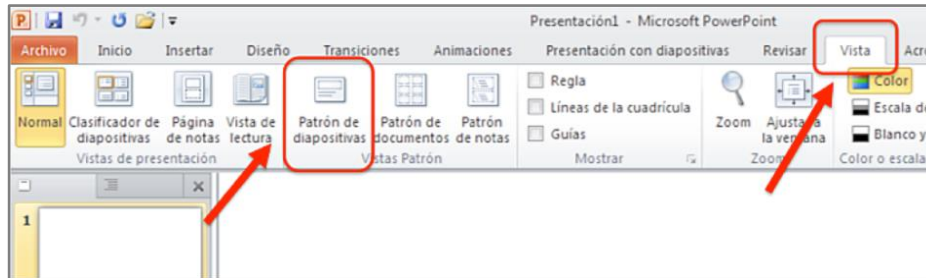 Presentación1 - Microsoft PowerPoint
Archivo Inicio Insertar Diseño Transiciones Animaciones Presentación con diapositivas Revisar Vista Acro
Normal
Clasificador de diapositivas
Página de notas
Vista de lectura
Vistas de presentación
Patrón de diapositivas
Patrón de documentos
Patrón de notas
Vistas Patrón
Regla
Líneas de la cuadrícula
Guías
Mostrar
Zoom
Ajustar a la ventana
Zoom
Color
Escala de
Blanco y
Color o escala
1